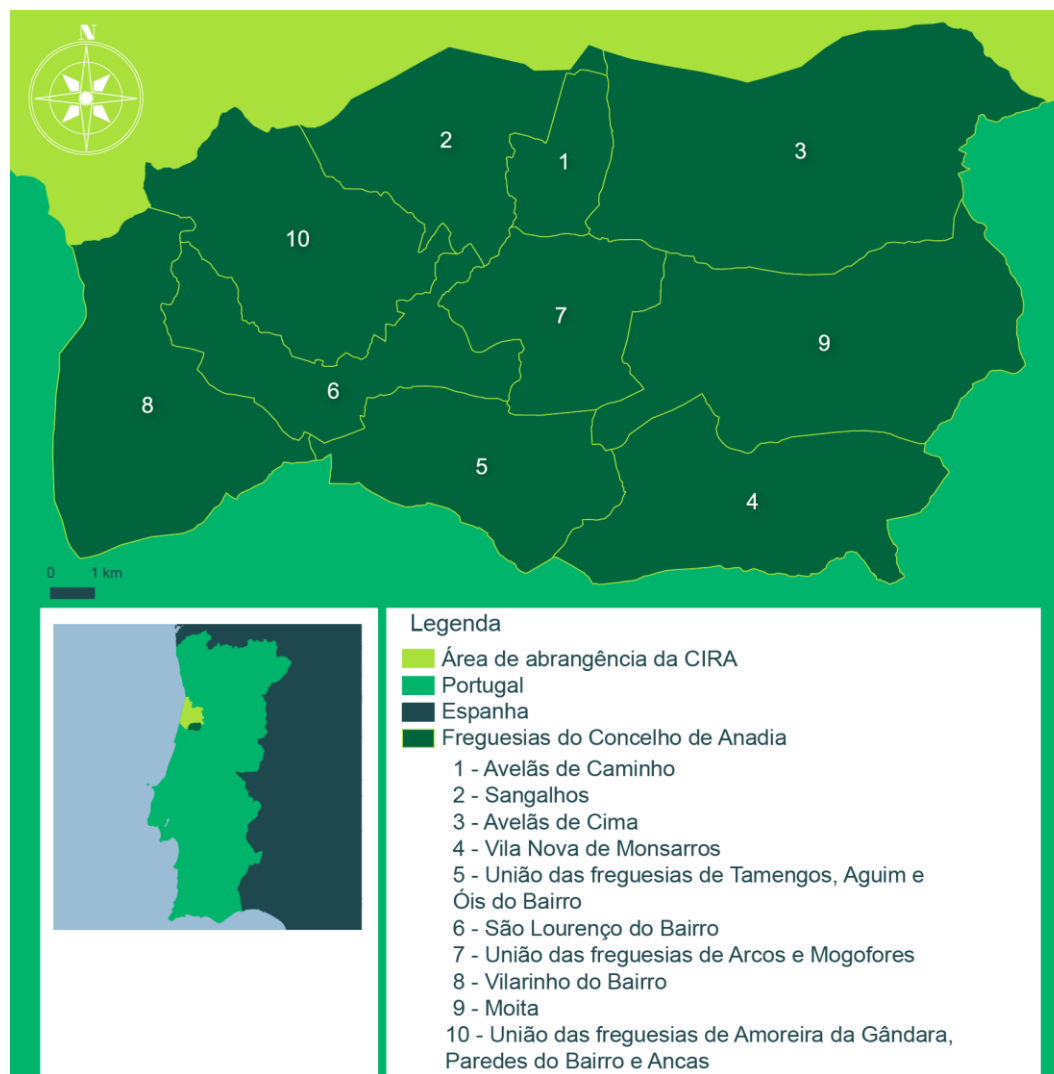 N
2
1
3
10
7
9
6
8
5
4
0 1 km
Legenda
Área de abrangência da CIRA
Portugal
Espanha
Freguesias do Concelho de Anadia
1 - Avelãs de Caminho
2 - Sangalhos
3 - Avelãs de Cima
4 - Vila Nova de Monsarros
5 - União das freguesias de Tamengos, Aguim e
Óis do Bairro
6 - São Lourenço do Bairro
7 - União das freguesias de Arcos e Mogofores
8 - Vilarinho do Bairro
9 - Moita
10 - União das freguesias de Amoreira da Gândara,
Paredes do Bairro e Ancas